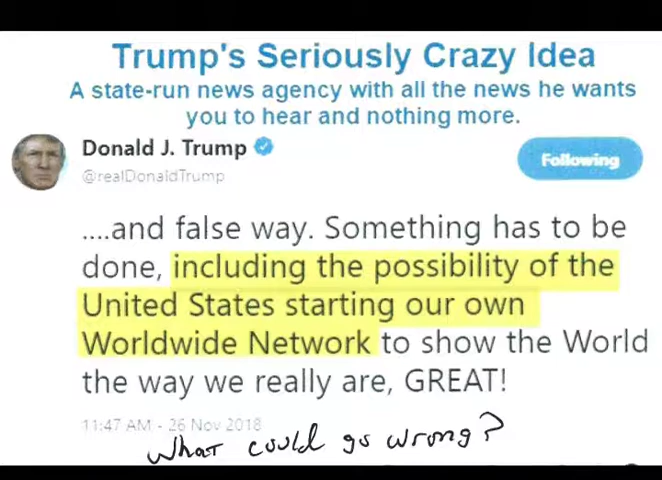 Trump's Seriously Crazy Idea
A state-run news agency with all the news he wants
you to hear and nothing more.
Donald J. Trump
Following
@realDonaldTrump
....and false way. Something has to be
done, including the possibility of the
United States starting our own
Worldwide Network to show the World
the way we really are, GREAT!
11:47 AM - 26 Nov 2018
What could go wrong?